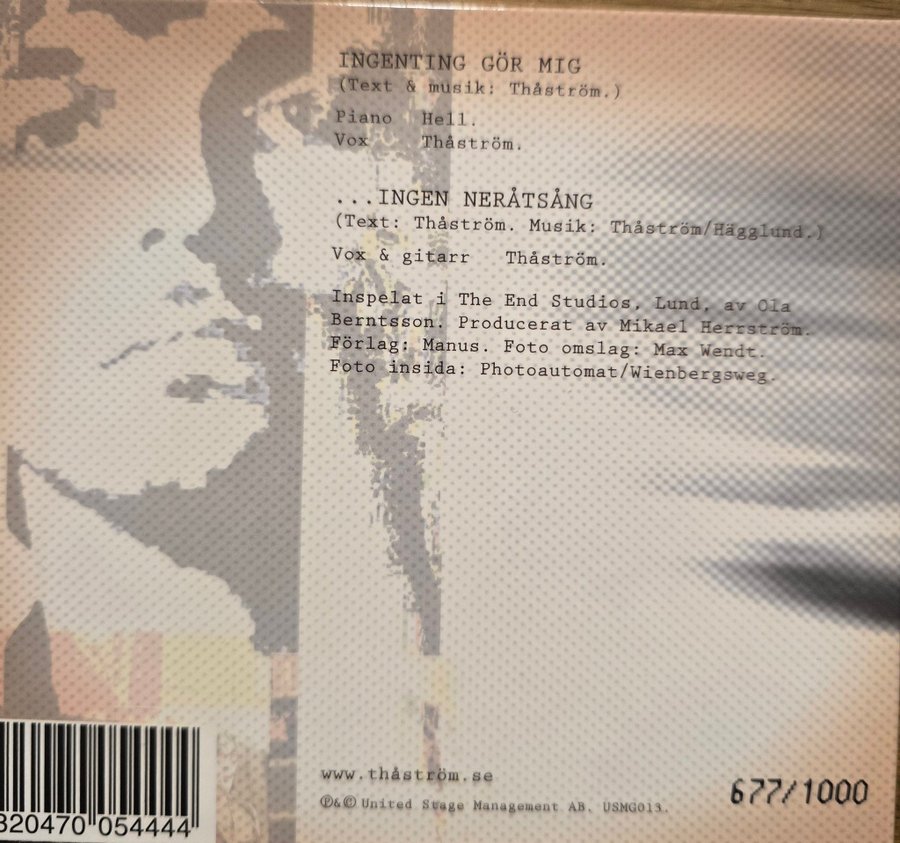 INGENTING GÖR MIG
(Text & musik: Thåström.)
Piano Hell.
Vox Thåström.
...INGEN NERÅTSÅNG
(Text: Thåström. Musik: Thåström/Hägglund.)
Vox & gitarr Thåström.
Inspelat i The End Studios, Lund, av Ola
Berntsson. Producerat av Mikael Herrström.
Förlag: Manus. Foto omslag: Max Wendt.
Foto insida: Photoautomat/Wienbergsweg.
www.thåström.se
℗&© United Stage Management AB. USMG013.
677/1000
320470 054444